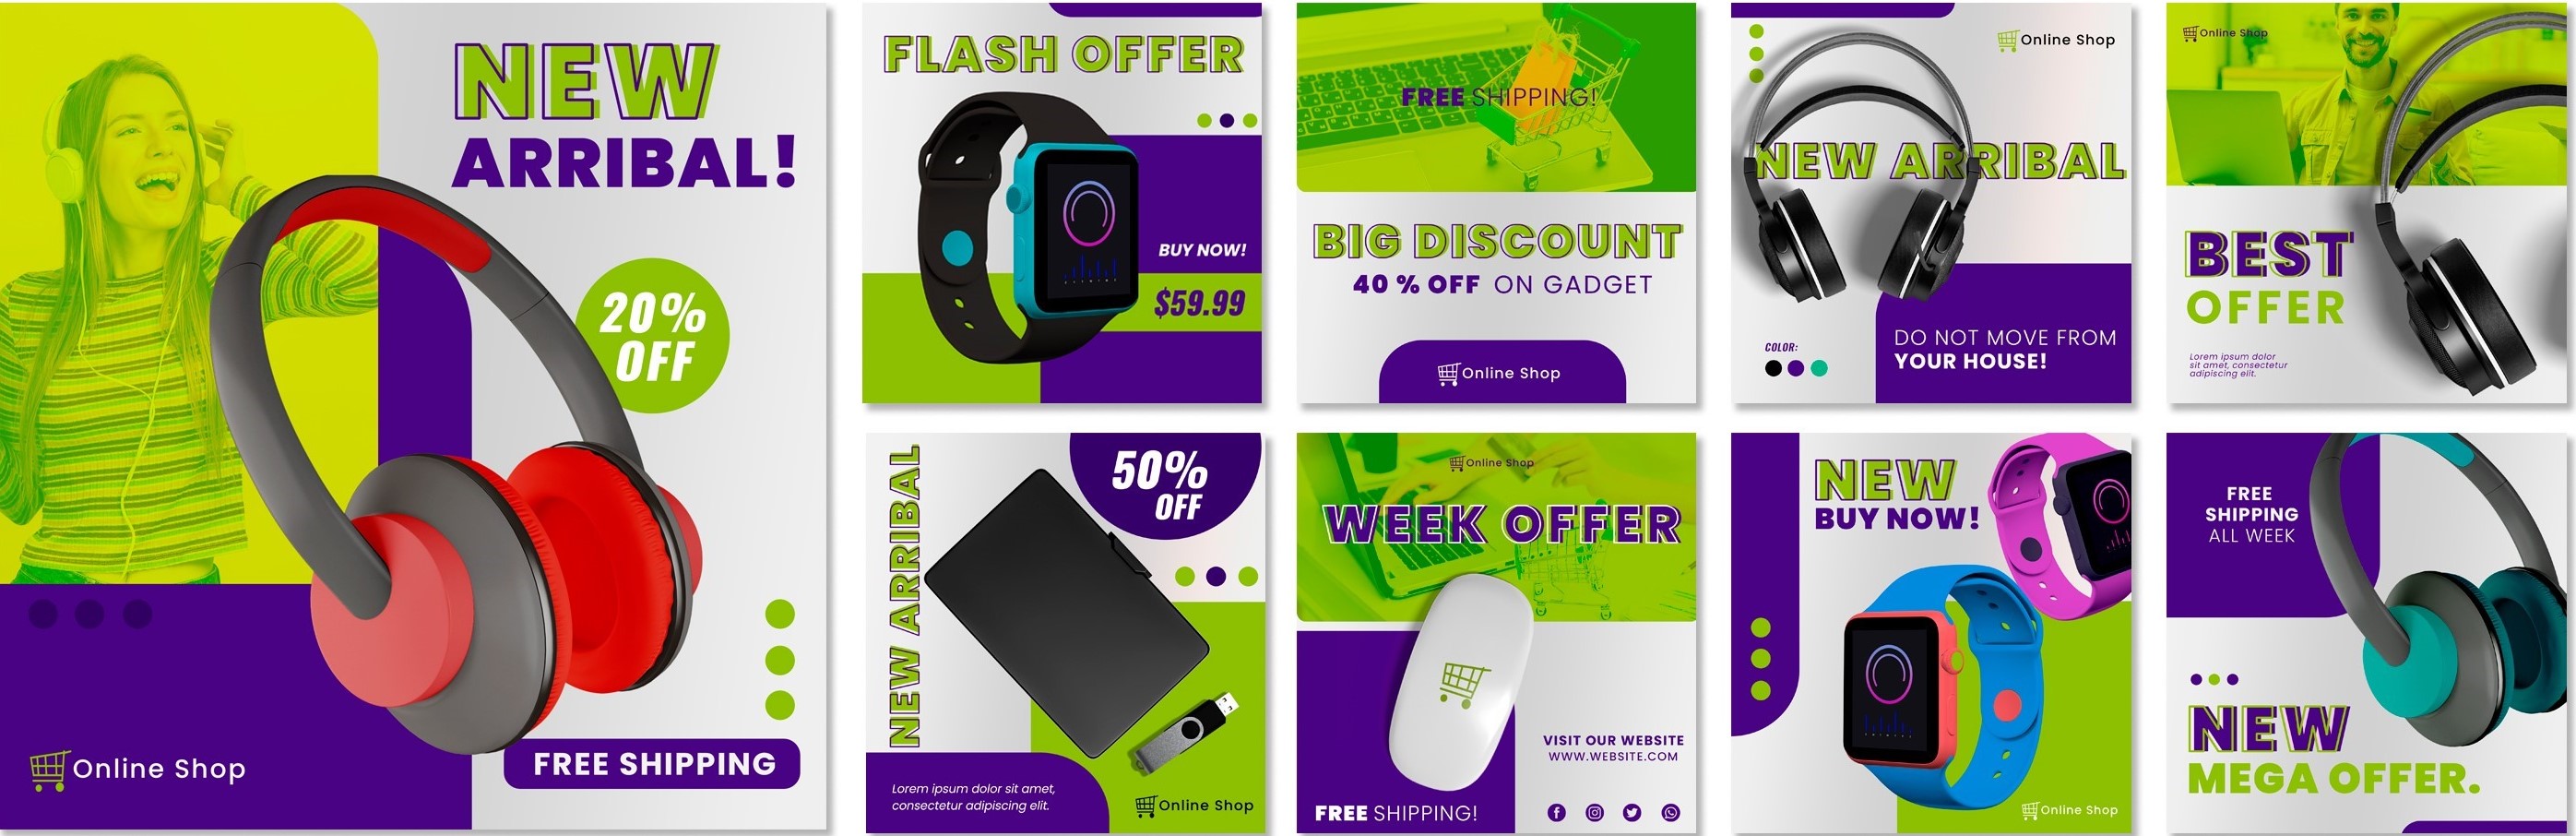 NEW
ARRIBAL!
20%
OFF
Online Shop
FREE SHIPPING
FLASH OFFER
BUY NOW!
$59.99
FREE SHIPPING!
BIG DISCOUNT
40 % OFF ON GADGET
Online Shop
Online Shop
NEW ARRIBAL
COLOR:
DO NOT MOVE FROM
YOUR HOUSE!
Online Shop
BEST
OFFER
Lorem ipsum dolor
sit amet, consectetur
adipiscing elit.
NEW ARRIBAL
50%
OFF
Lorem ipsum dolor sit amet,
consectetur adipiscing elit.
Online Shop
Online Shop
WEEK OFFER
VISIT OUR WEBSITE
WWW.WEBSITE.COM
FREE SHIPPING!
NEW
BUY NOW!
Online Shop
FREE
SHIPPING
ALL WEEK
NEW
MEGA OFFER.